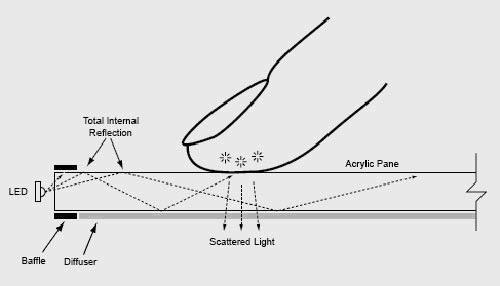 Total Internal
Reflection
Acrylic Pane
LED
Scattered Light
Baffle
Diffuser